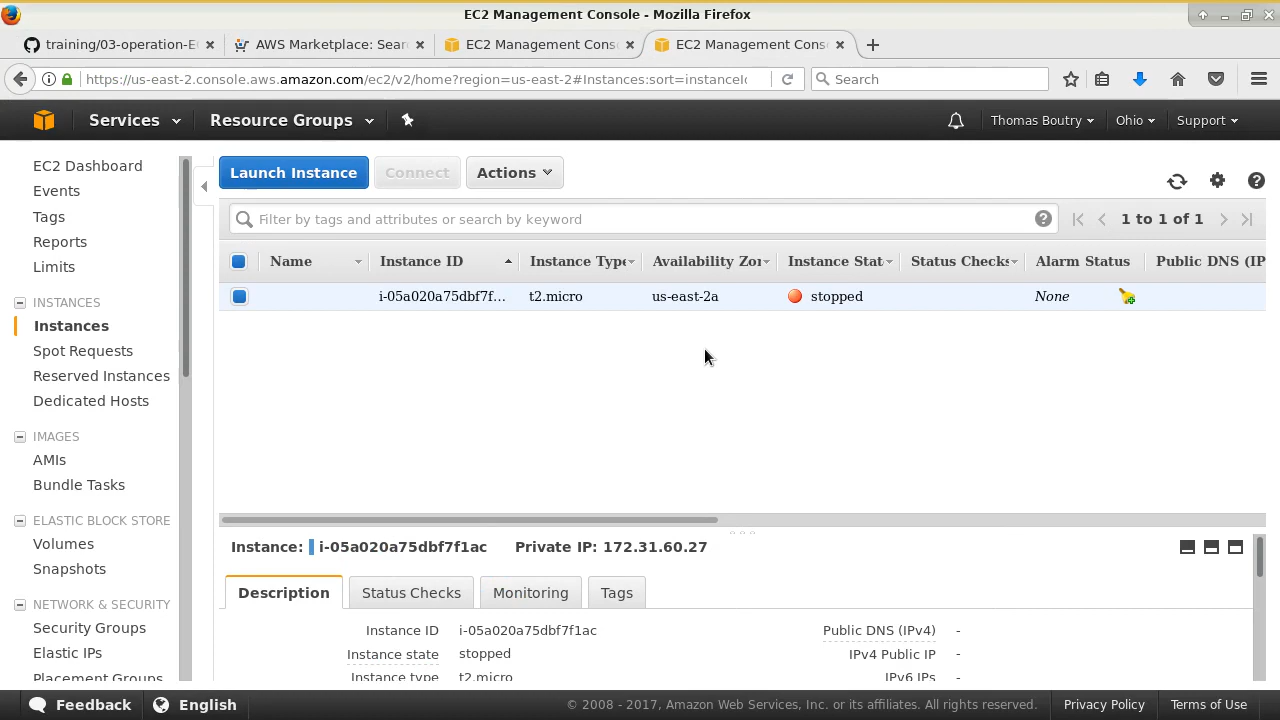 EC2 Management Console - Mozilla Firefox
training/03-operation-E
AWS Marketplace: Sear
EC2 Management Cons
EC2 Management Cons
https://us-east-2.console.aws.amazon.com/ec2/v2/home?region=us-east-2#Instances:sort=instanceId
Search
Services
Resource Groups
Thomas Boutry
Ohio
Support
EC2 Dashboard
Events
Tags
Reports
Limits
INSTANCES
Instances
Spot Requests
Reserved Instances
Dedicated Hosts
IMAGES
AMIs
Bundle Tasks
ELASTIC BLOCK STORE
Volumes
Snapshots
NETWORK & SECURITY
Security Groups
Elastic IPs
Placement Groups
Launch Instance
Connect
Actions
Filter by tags and attributes or search by keyword
1 to 1 of 1
Name Instance ID Instance Type Availability Zon Instance Stat Status Checks Alarm Status Public DNS (IP
i-05a020a75dbf7f... t2.micro us-east-2a stopped None
Instance: i-05a020a75dbf7f1ac Private IP: 172.31.60.27
Description
Status Checks
Monitoring
Tags
Instance ID i-05a020a75dbf7f1ac
Public DNS (IPv4) -
Instance state stopped
IPv4 Public IP -
Instance type t2.micro
IPv6 IPs -
Feedback
English
© 2008 - 2017, Amazon Web Services, Inc. or its affiliates. All rights reserved.
Privacy Policy
Terms of Use